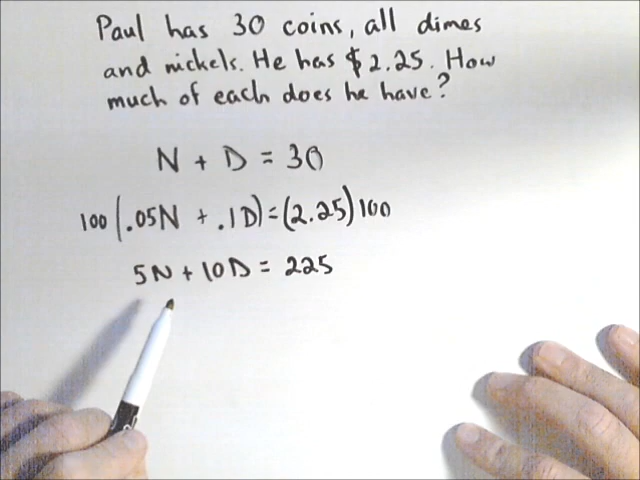 Paul has 30 coins, all dimes
and nickels. He has $2.25. How
much of each does he have?
N + D = 30
100(.05N + .1D)=(2.25)100
5N + 10D = 225